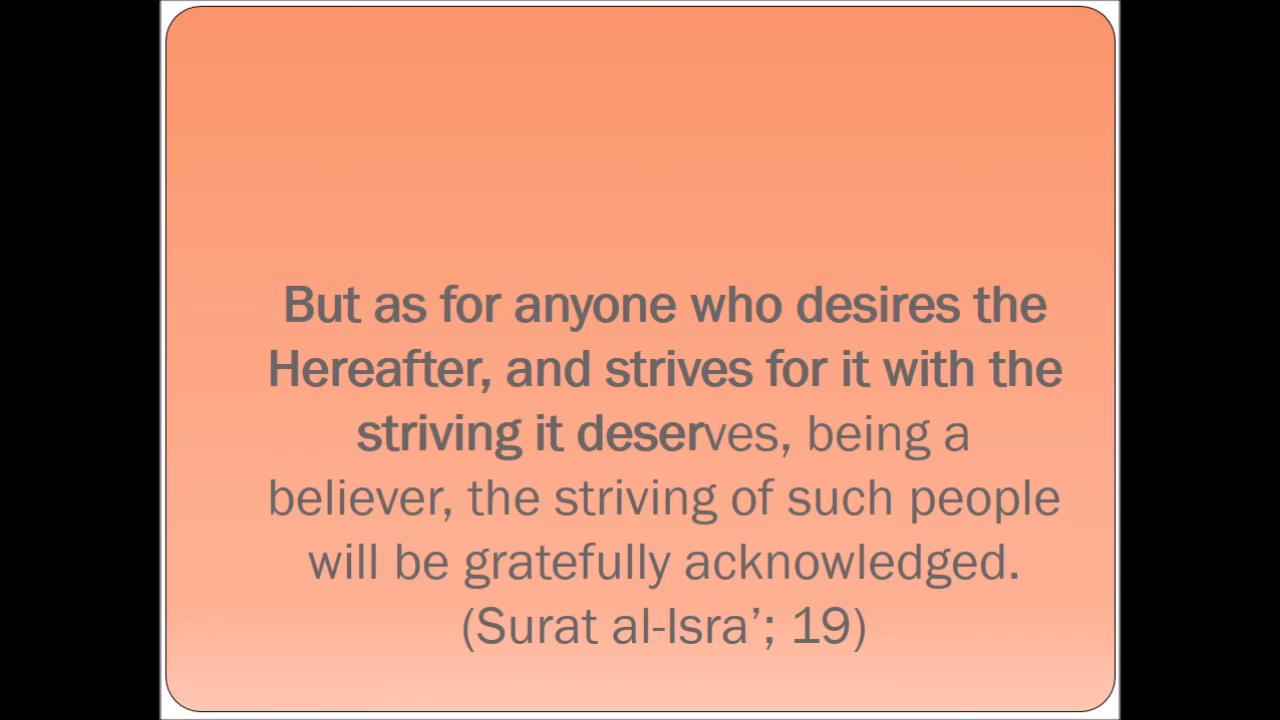 But as for anyone who desires the
Hereafter, and strives for it with the
striving it deserves, being a
believer, the striving of such people
will be gratefully acknowledged.
(Surat al-Isra’; 19)